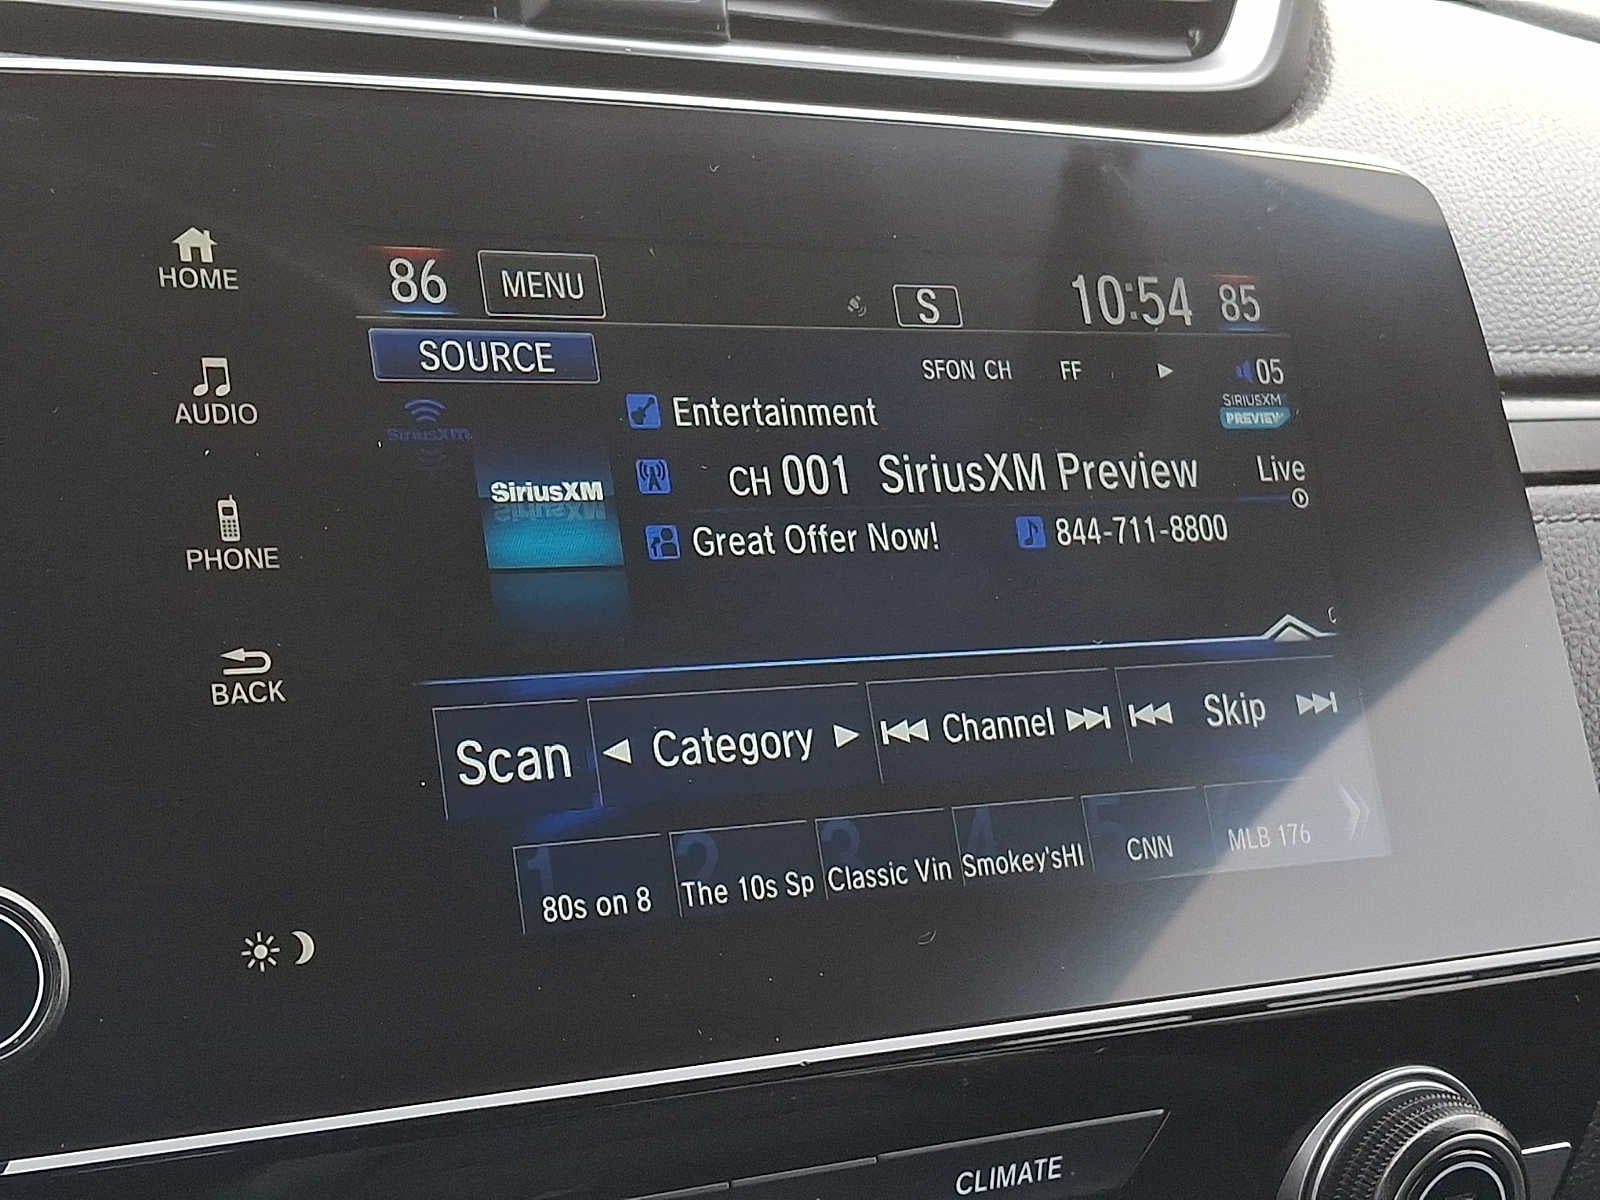 HOME
86 MENU S 10:54 85
SOURCE
SFON CH FF 05
SiriusXM
SIRIUSXM
PREVIEW
AUDIO
Entertainment
SiriusXM
CH 001 SiriusXM Preview Live
Great Offer Now! 844-711-8800
PHONE
BACK
Scan Category Channel Skip
1 2 3 4 5
80s on 8 The 10s Sp Classic Vin Smokey'sHI CNN MLB 176
CLIMATE